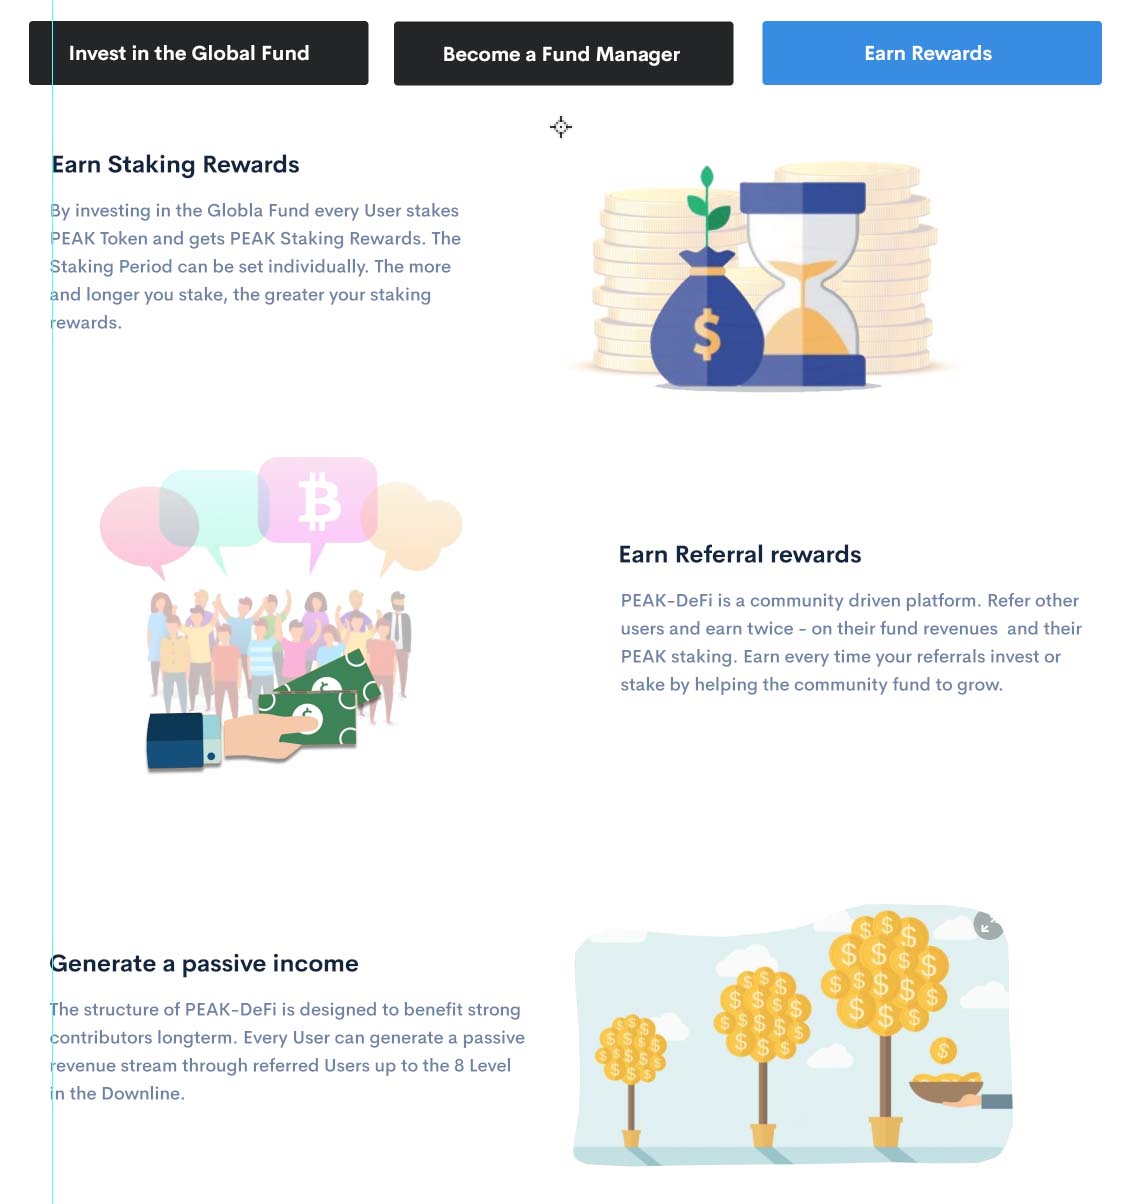 Invest in the Global Fund
Become a Fund Manager
Earn Rewards
Earn Staking Rewards
By investing in the Globla Fund every User stakes
PEAK Token and gets PEAK Staking Rewards. The
Staking Period can be set individually. The more
and longer you stake, the greater your staking
rewards.
Earn Referral rewards
PEAK-DeFi is a community driven platform. Refer other
users and earn twice - on their fund revenues  and their
PEAK staking. Earn every time your referrals invest or
stake by helping the community fund to grow.
Generate a passive income
The structure of PEAK-DeFi is designed to benefit strong
contributors longterm. Every User can generate a passive
revenue stream through referred Users up to the 8 Level
in the Downline.